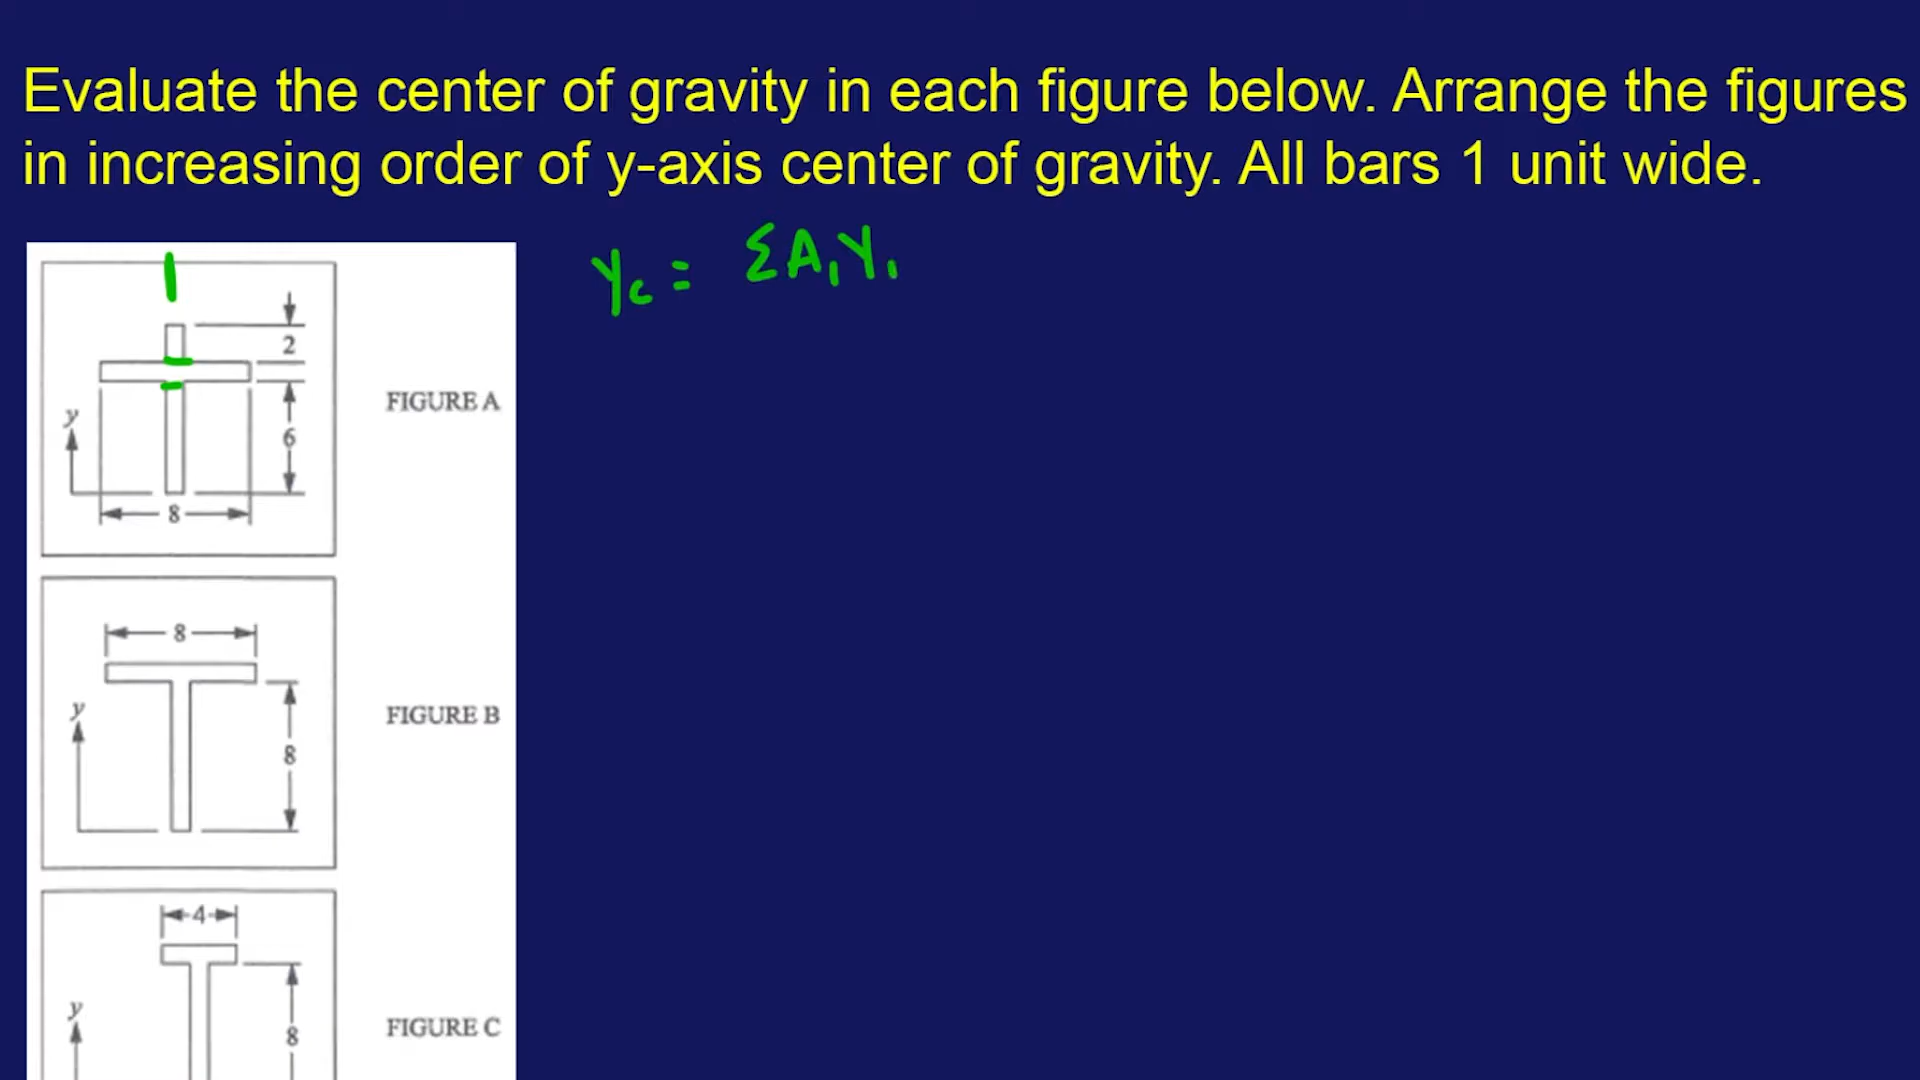 Evaluate the center of gravity in each figure below. Arrange the figures
in increasing order of y-axis center of gravity. All bars 1 unit wide.
Yc = ΣA₁Y₁
2
FIGURE A
y
6
8
8
FIGURE B
y
8
4
FIGURE C
y
8